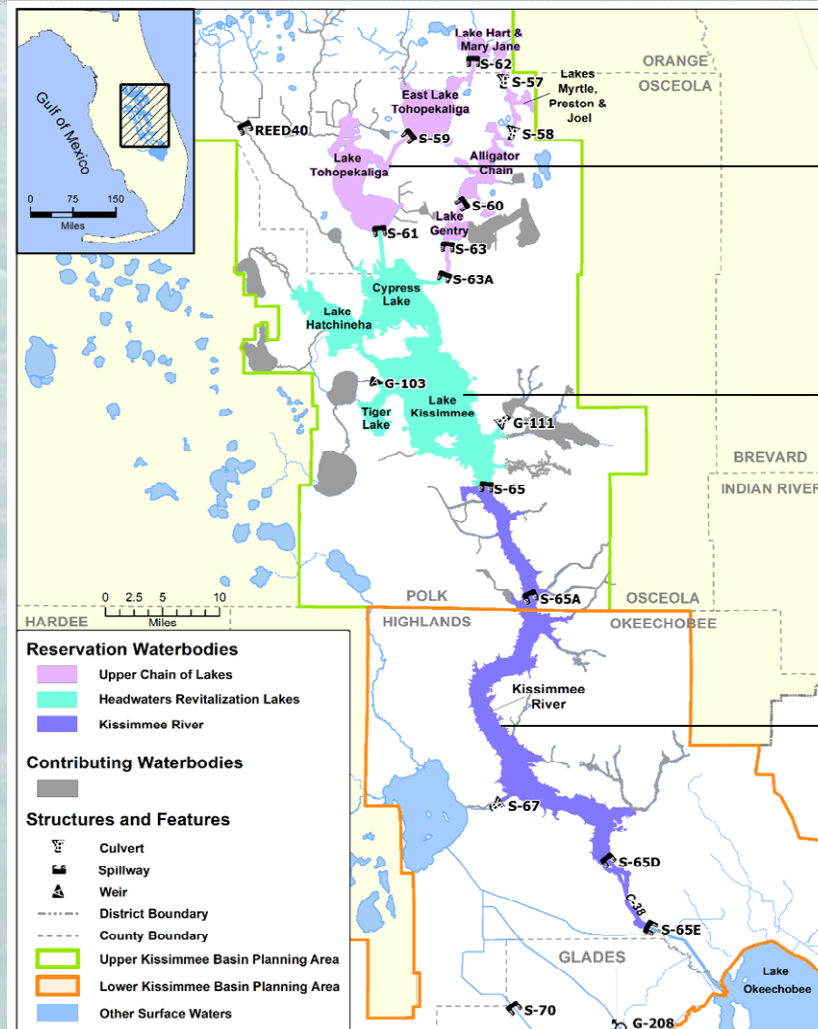 Gulf of Mexico
0 75 150
Miles
Lake Hart &
Mary Jane
S-62
ORANGE
OSCEOLA
S-57
Lakes
Myrtle,
Preston &
Joel
East Lake
Tohopekaliga
REED40
S-59
S-58
Lake
Tohopekaliga
Alligator
Chain
S-60
Lake
Gentry
S-61
S-63
S-63A
Cypress
Lake
Lake
Hatchineha
G-103
Lake
Kissimmee
Tiger
Lake
G-111
BREVARD
INDIAN RIVER
S-65
0 2.5 5 10
Miles
POLK
S-65A
OSCEOLA
HARDEE
HIGHLANDS
OKEECHOBEE
Kissimmee
River
S-67
S-65D
C-38
S-65E
GLADES
Lake
Okeechobee
S-70
G-208
Reservation Waterbodies
Upper Chain of Lakes
Headwaters Revitalization Lakes
Kissimmee River
Contributing Waterbodies
Structures and Features
Culvert
Spillway
Weir
District Boundary
County Boundary
Upper Kissimmee Basin Planning Area
Lower Kissimmee Basin Planning Area
Other Surface Waters